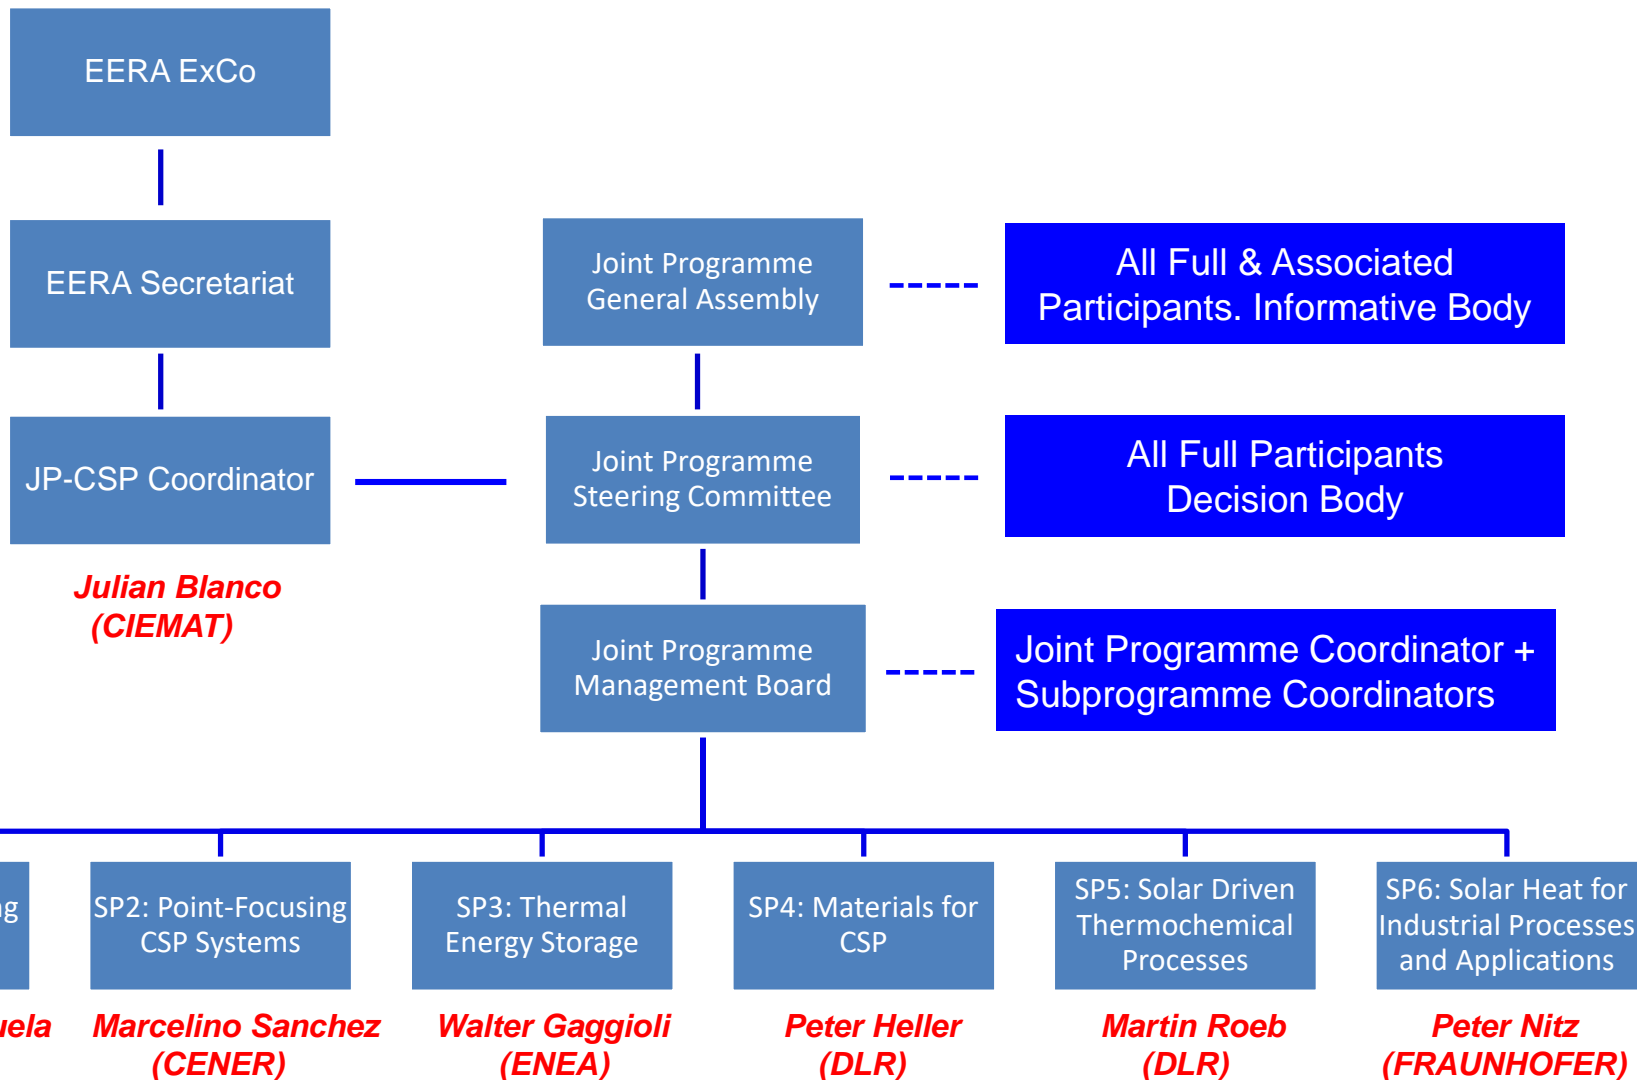 EERA ExCo
EERA Secretariat
Joint Programme
General Assembly
All Full & Associated
Participants. Informative Body
JP-CSP Coordinator
Joint Programme
Steering Committee
All Full Participants
Decision Body
Julian Blanco
(CIEMAT)
Joint Programme
Management Board
Joint Programme Coordinator +
Subprogramme Coordinators
SP2: Point-Focusing
CSP Systems
SP3: Thermal
Energy Storage
SP4: Materials for
CSP
SP5: Solar Driven
Thermochemical
Processes
SP6: Solar Heat for
Industrial Processes
and Applications
Marcelino Sanchez
(CENER)
Walter Gaggioli
(ENEA)
Peter Heller
(DLR)
Martin Roeb
(DLR)
Peter Nitz
(FRAUNHOFER)